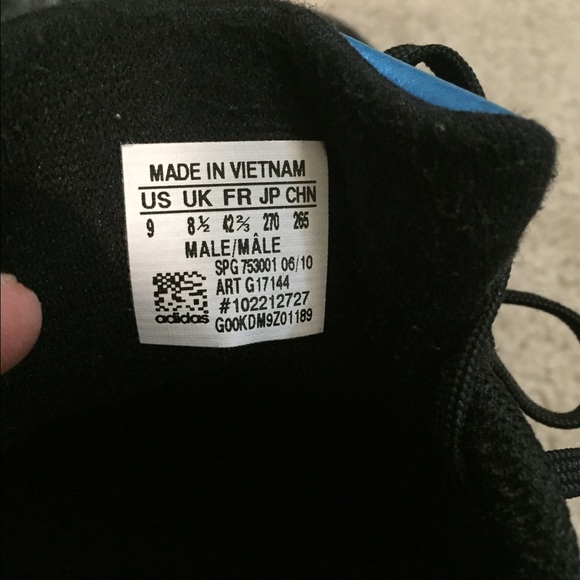 MADE IN VIETNAM
US UK FR JP CHN
9 8½ 42⅔ 270 265
MALE/MÂLE
SPG 753001 06/10
ART G17144
#102212727
adidas G00KDM9Z01189